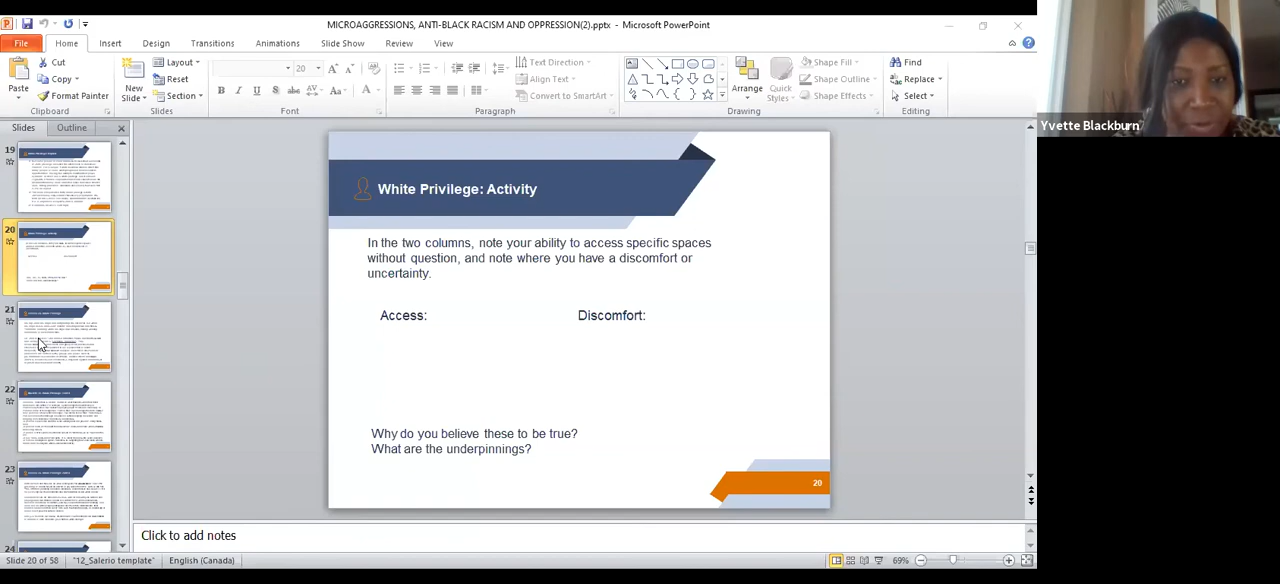 MICROAGGRESSIONS, ANTI-BLACK RACISM AND OPPRESSION(2).pptx - Microsoft PowerPoint
File Home Insert Design Transitions Animations Slide Show Review View
Paste
Cut
Copy
Format Painter
Clipboard
New Slide
Layout
Reset
Section
Slides
20
B I U S abc AV Aa A
Font
Text Direction
Align Text
Convert to SmartArt
Paragraph
Arrange
Quick Styles
Shape Fill
Shape Outline
Shape Effects
Drawing
Find
Replace
Select
Editing
Yvette Blackburn
Slides Outline
19
20
21
22
23
24
White Privilege: Activity
In the two columns, note your ability to access specific spaces
without question, and note where you have a discomfort or
uncertainty.
Access: Discomfort:
Why do you believe these to be true?
What are the underpinnings?
20
Click to add notes
Slide 20 of 58 "12_Salerio template" English (Canada) 69%